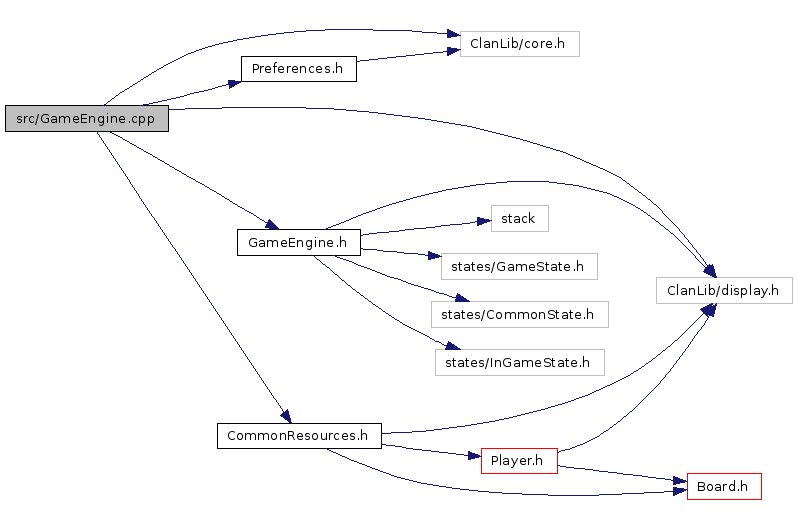 ClanLib/core.h
Preferences.h
src/GameEngine.cpp
stack
GameEngine.h
states/GameState.h
ClanLib/display.h
states/CommonState.h
states/InGameState.h
CommonResources.h
Player.h
Board.h